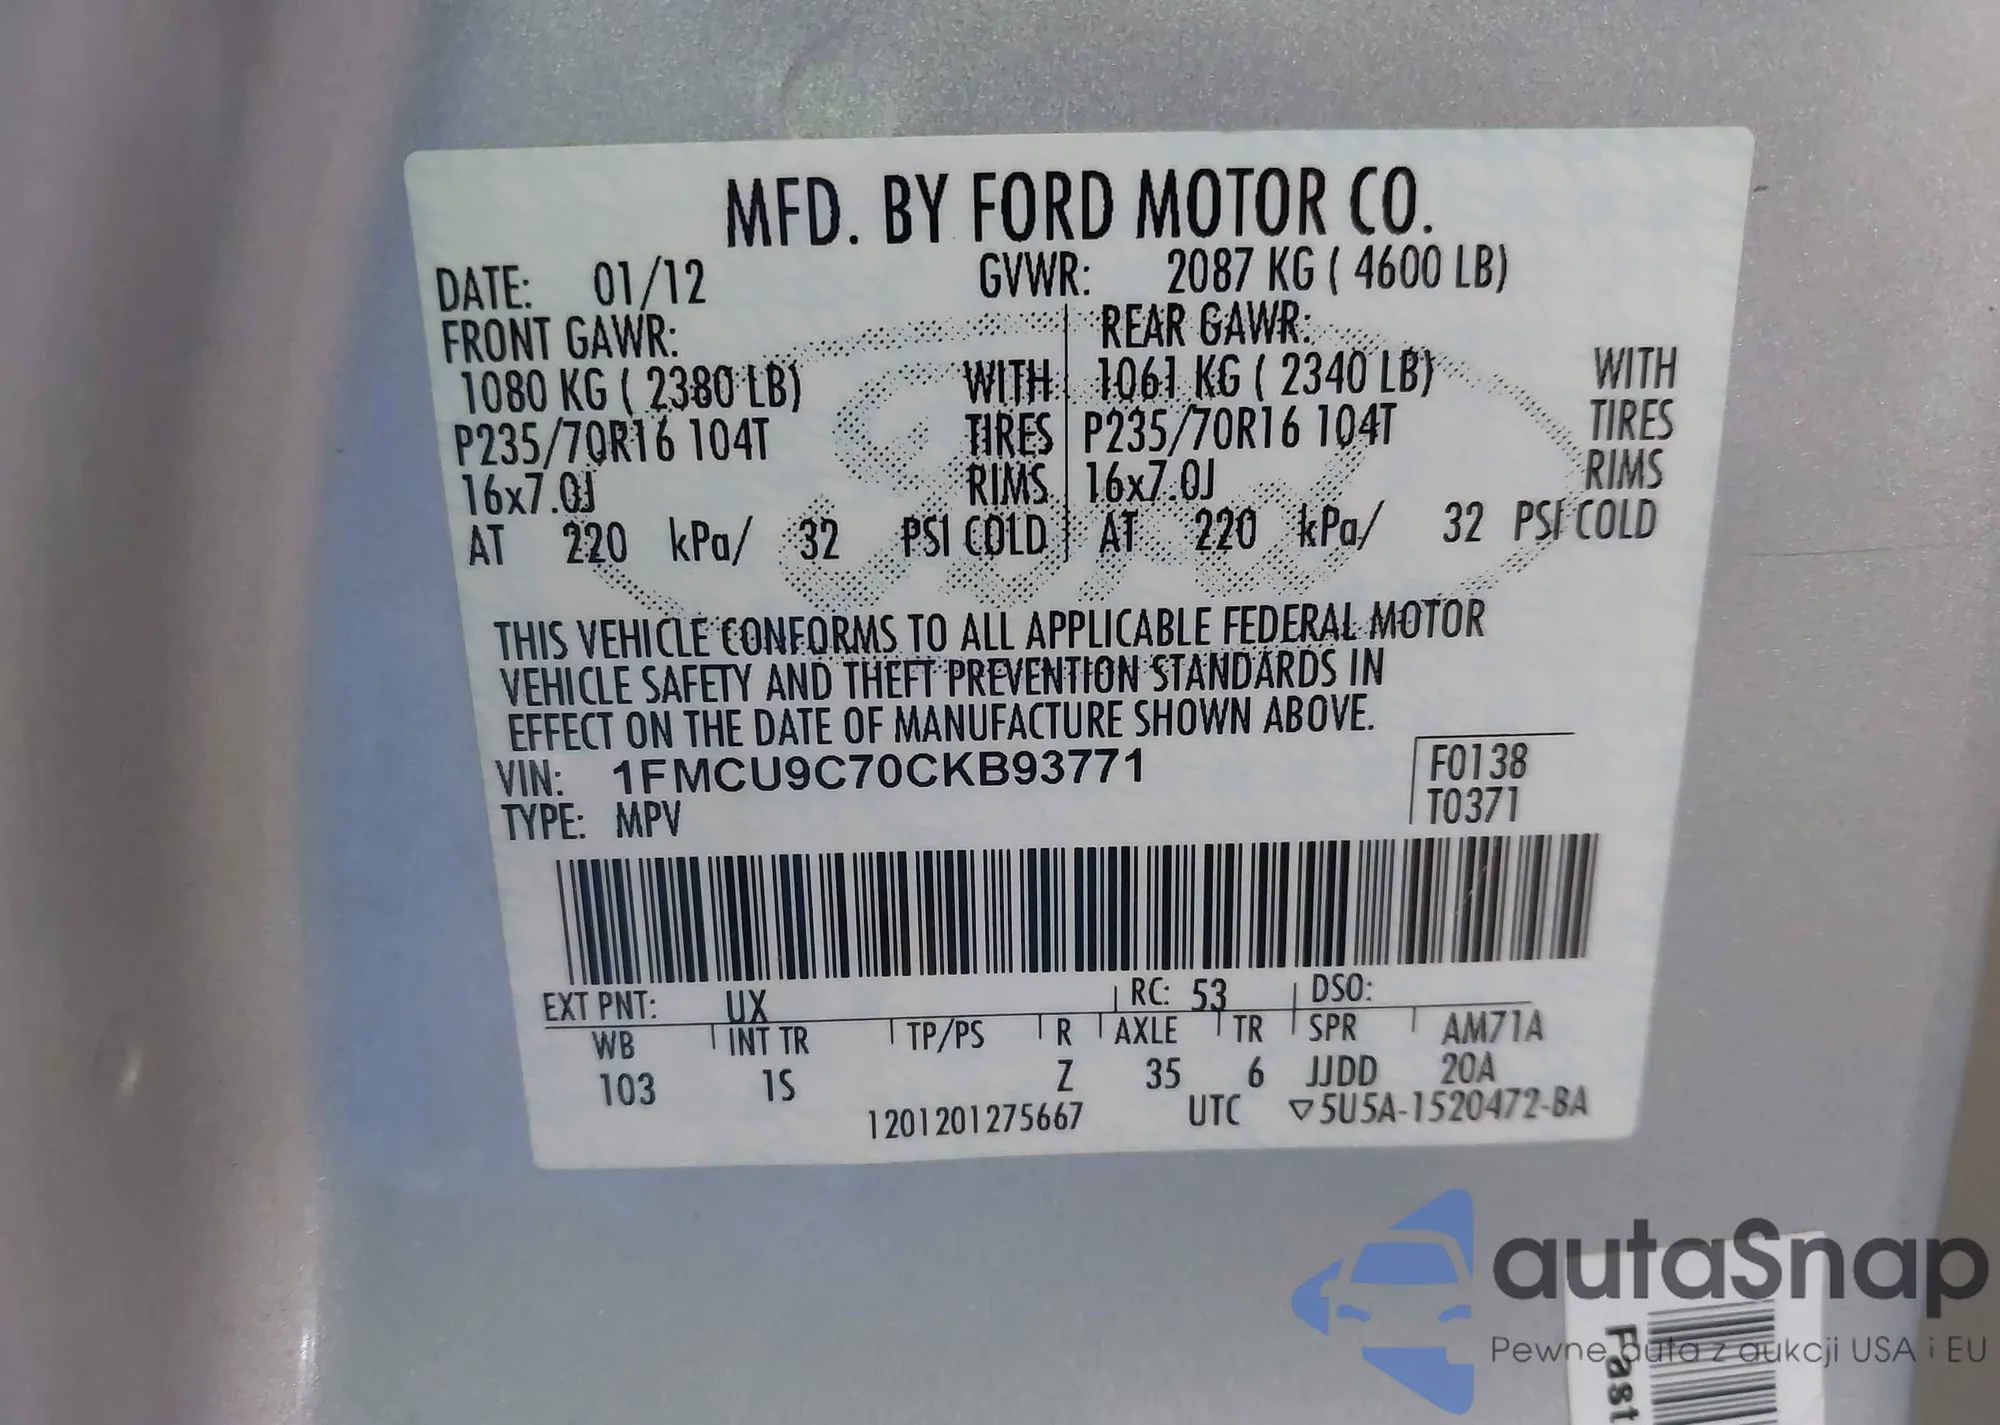 MFD. BY FORD MOTOR CO.
DATE: 01/12 GVWR: 2087 KG ( 4600 LB)
FRONT GAWR: REAR GAWR:
1080 KG ( 2380 LB) WITH 1061 KG ( 2340 LB) WITH
P235/70R16 104T TIRES P235/70R16 104T TIRES
16x7.0J RIMS 16x7.0J RIMS
AT 220 kPa/ 32 PSI COLD AT 220 kPa/ 32 PSI COLD
THIS VEHICLE CONFORMS TO ALL APPLICABLE FEDERAL MOTOR
VEHICLE SAFETY AND THEFT PREVENTION STANDARDS IN
EFFECT ON THE DATE OF MANUFACTURE SHOWN ABOVE.
VIN: 1FMCU9C70CKB93771 F0138
TYPE: MPV T0371
EXT PNT: UX RC: 53 DSO:
WB INT TR TP/PS R AXLE TR SPR AM71A
103 1S Z 35 6 JJDD 20A
1201201275667 UTC ▽5U5A-1520472-BA
autaSnap
Pewne auta z aukcji USA i EU
Fast